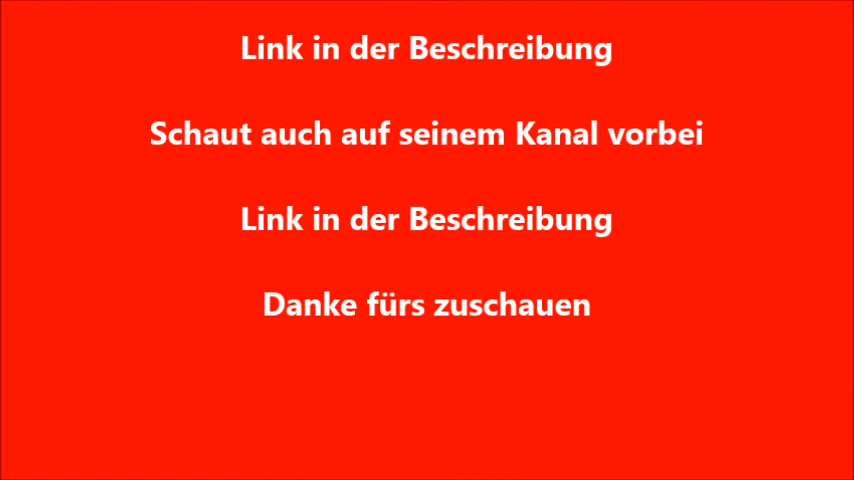 Link in der Beschreibung
Schaut auch auf seinem Kanal vorbei
Link in der Beschreibung
Danke fürs zuschauen